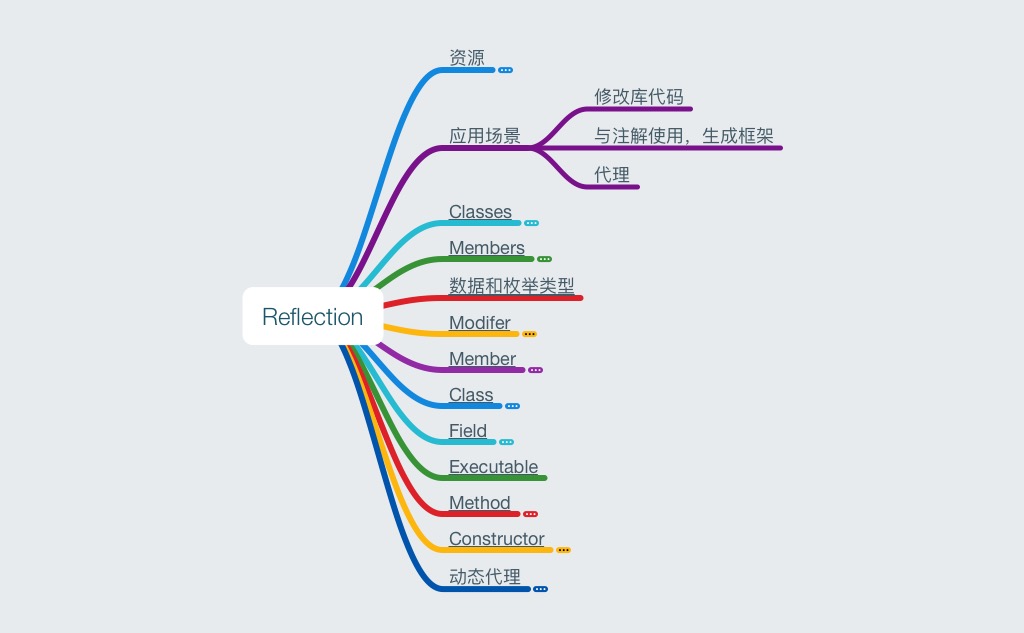 资源
修改库代码
应用场景
与注解使用，生成框架
代理
Classes
Members
数据和枚举类型
Reflection
Modifer
Member
Class
Field
Executable
Method
Constructor
动态代理